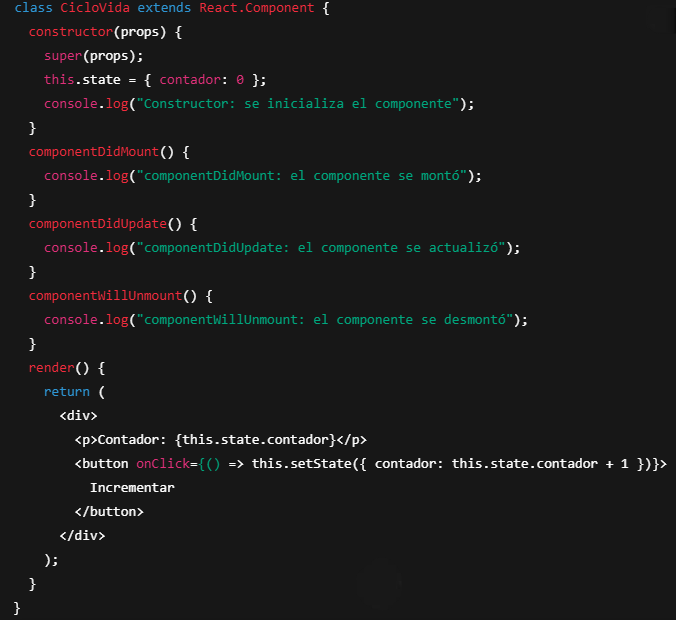 class CicloVida extends React.Component {
  constructor(props) {
    super(props);
    this.state = { contador: 0 };
    console.log("Constructor: se inicializa el componente");
  }
  componentDidMount() {
    console.log("componentDidMount: el componente se montó");
  }
  componentDidUpdate() {
    console.log("componentDidUpdate: el componente se actualizó");
  }
  componentWillUnmount() {
    console.log("componentWillUnmount: el componente se desmontó");
  }
  render() {
    return (
      <div>
        <p>Contador: {this.state.contador}</p>
        <button onClick={() => this.setState({ contador: this.state.contador + 1 })}>
          Incrementar
        </button>
      </div>
    );
  }
}